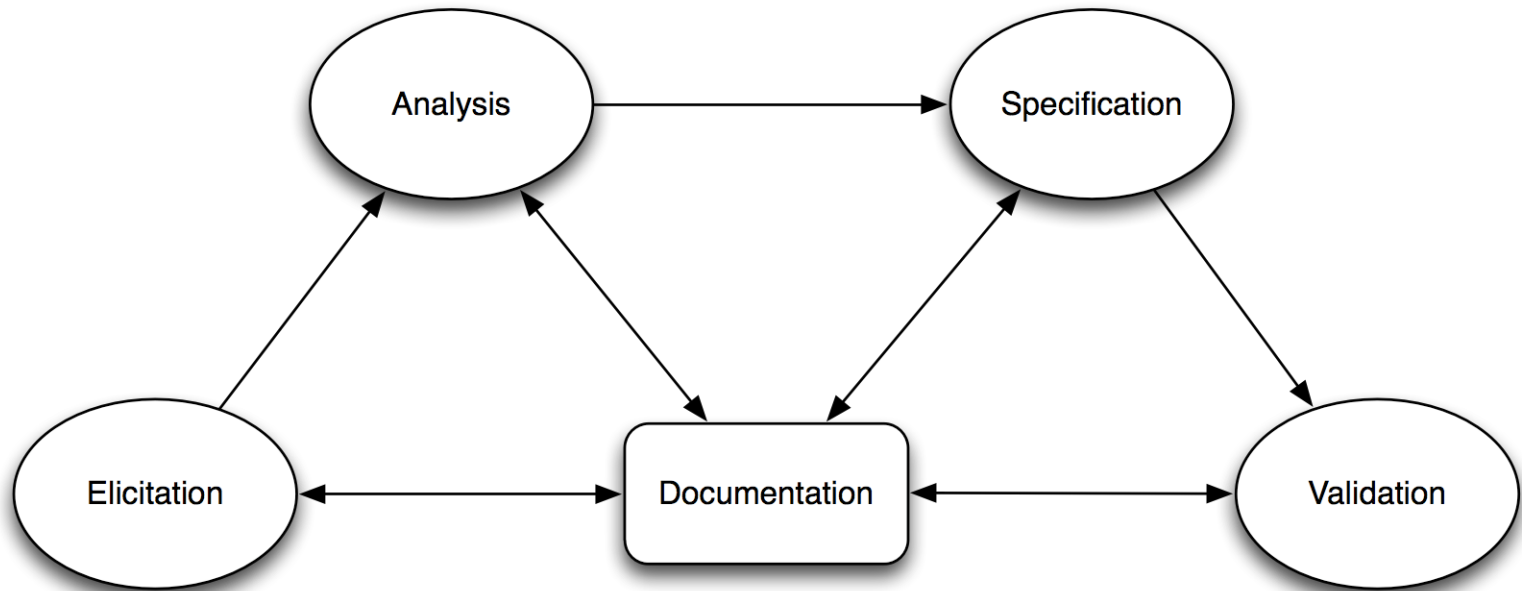 Analysis
Specification
Elicitation
Documentation
Validation